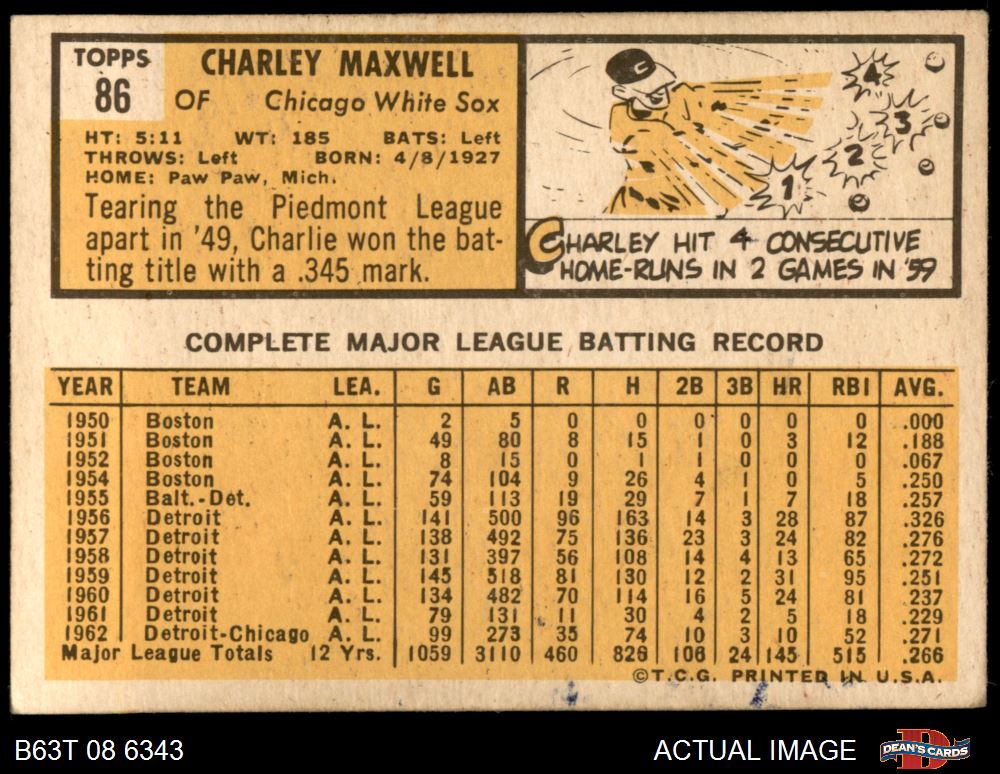 TOPPS
86
CHARLEY MAXWELL
OF Chicago White Sox
HT: 5:11 WT: 185 BATS: Left
THROWS: Left BORN: 4/8/1927
HOME: Paw Paw, Mich.
Tearing the Piedmont League
apart in '49, Charlie won the bat-
ting title with a .345 mark.
C
4
3
2
1
CHARLEY HIT 4 CONSECUTIVE
HOME-RUNS IN 2 GAMES IN '59
COMPLETE MAJOR LEAGUE BATTING RECORD
YEAR TEAM LEA. G AB R H 2B 3B HR RBI AVG.
1950 Boston A. L. 2 5 0 0 0 0 0 0 .000
1951 Boston A. L. 49 80 8 15 1 0 3 12 .188
1952 Boston A. L. 8 15 0 1 1 0 0 0 .067
1954 Boston A. L. 74 104 9 26 4 1 0 5 .250
1955 Balt.-Det. A. L. 59 113 19 29 7 1 7 18 .257
1956 Detroit A. L. 141 500 96 163 14 3 28 87 .326
1957 Detroit A. L. 138 492 75 136 23 3 24 82 .276
1958 Detroit A. L. 131 397 56 108 14 4 13 65 .272
1959 Detroit A. L. 145 518 81 130 12 2 31 95 .251
1960 Detroit A. L. 134 482 70 114 16 5 24 81 .237
1961 Detroit A. L. 79 131 11 30 4 2 5 18 .229
1962 Detroit-Chicago A. L. 99 273 35 74 10 3 10 52 .271
Major League Totals 12 Yrs. 1059 3110 460 826 106 24 145 515 .266
©T.C.G. PRINTED IN U.S.A.
B63T 08 6343 ACTUAL IMAGE DEAN'S CARDS